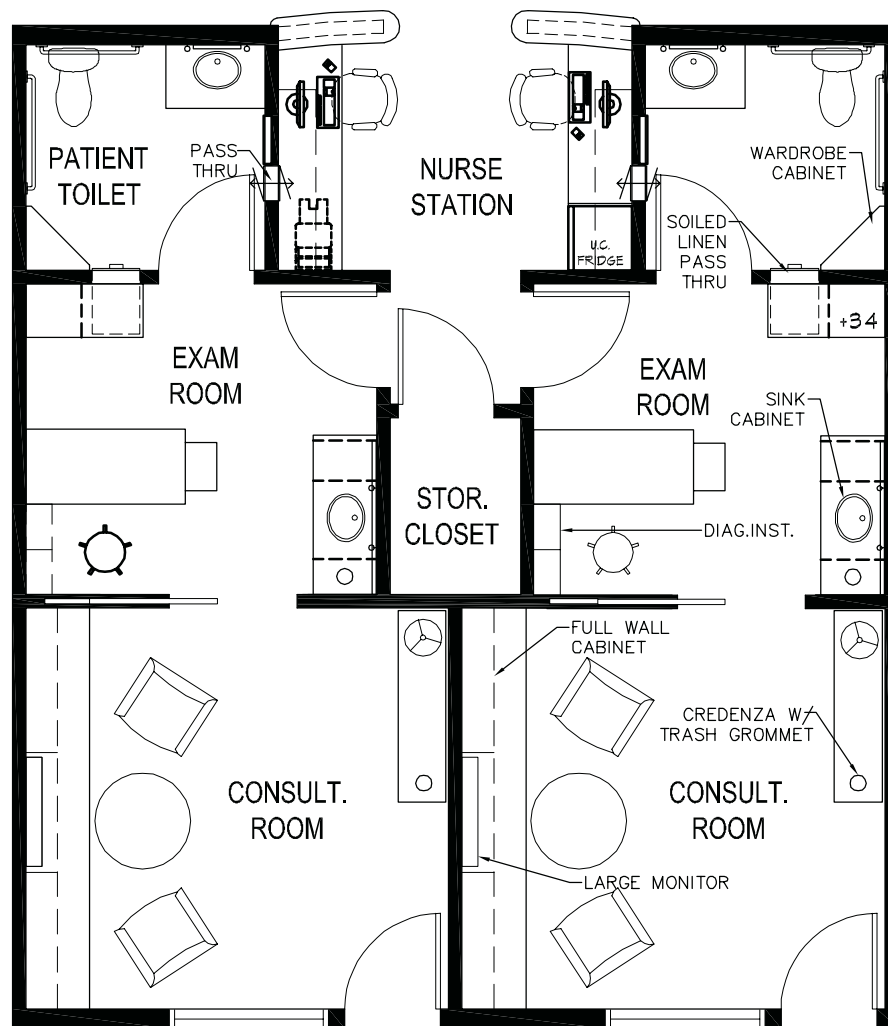 PATIENT
TOILET
PASS
THRU
NURSE
STATION
WARDROBE
CABINET
SOILED
LINEN
PASS
THRU
U.C.
FRIDGE
+34
EXAM
ROOM
EXAM
ROOM
SINK
CABINET
STOR.
CLOSET
DIAG.INST.
FULL WALL
CABINET
CREDENZA W/
TRASH GROMMET
CONSULT.
ROOM
CONSULT.
ROOM
LARGE MONITOR